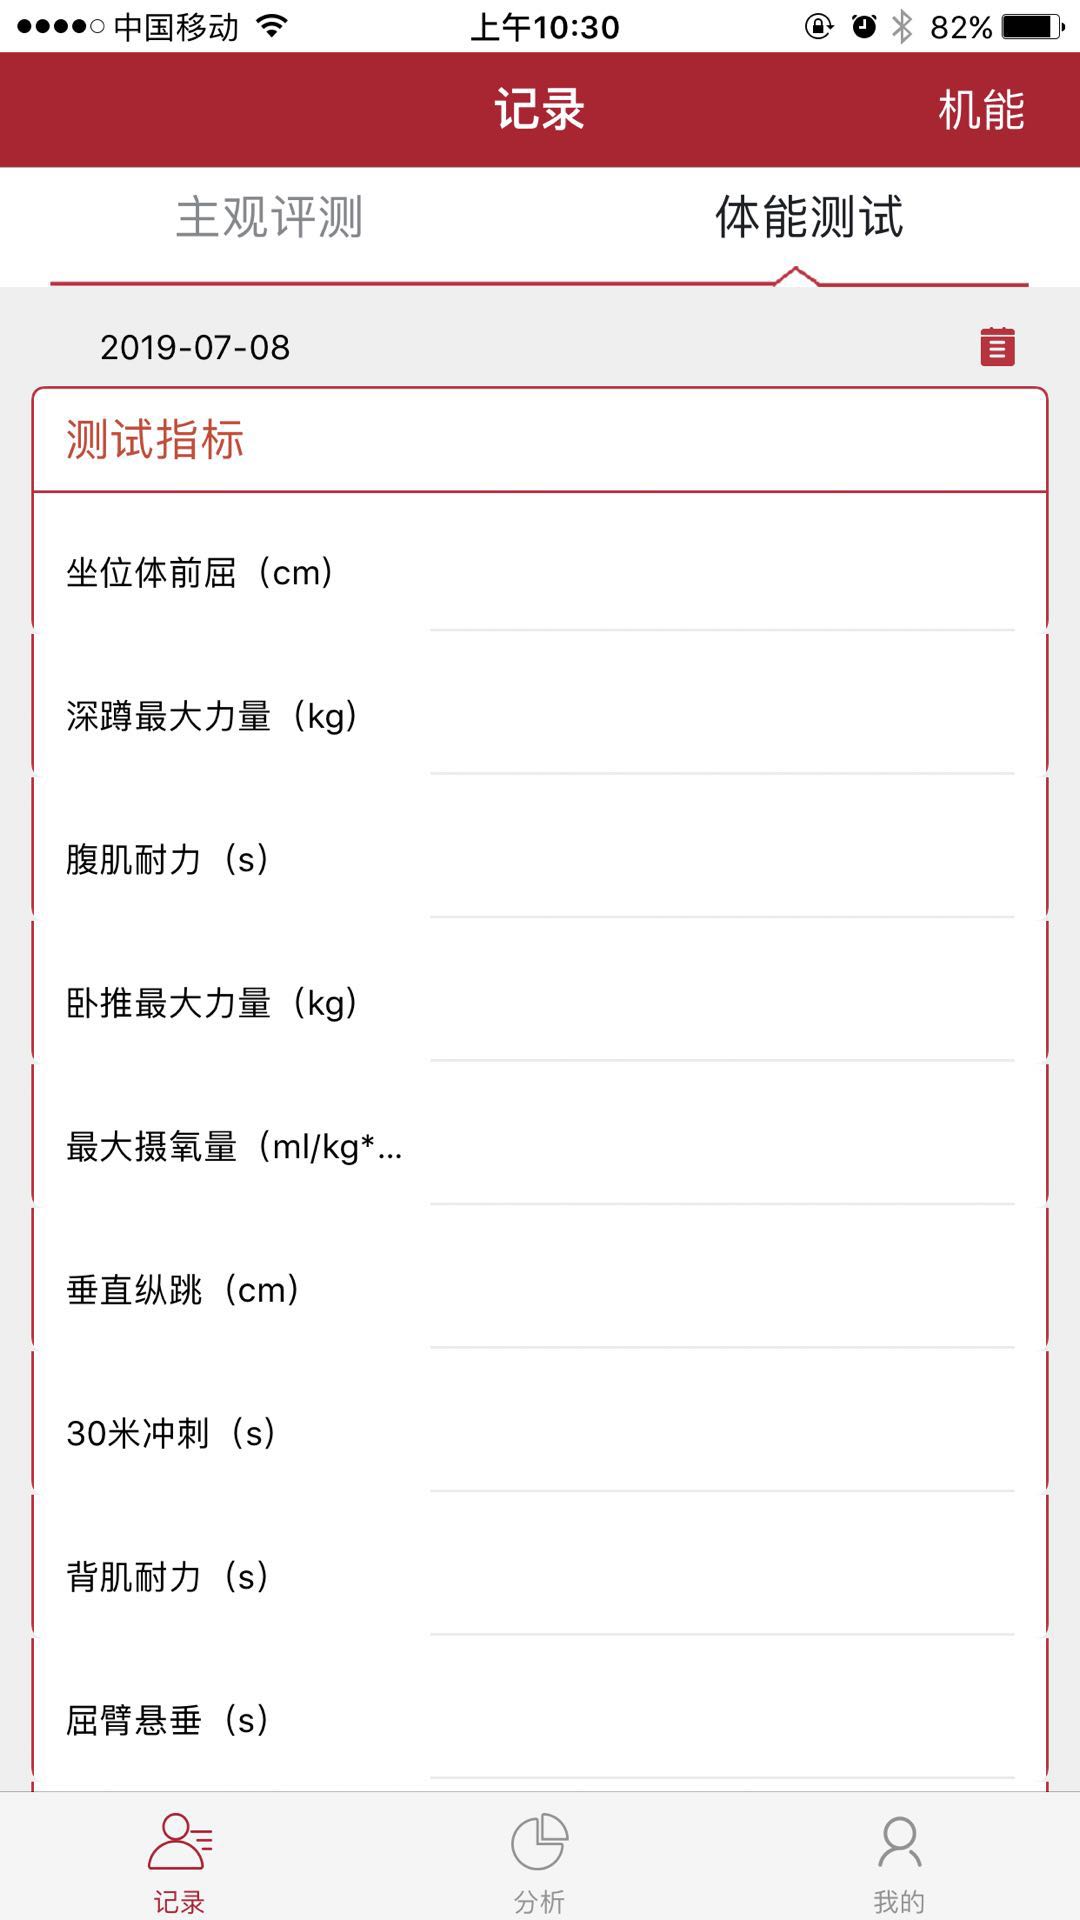 中国移动 上午10:30 82%
记录 机能
主观评测 体能测试
2019-07-08
测试指标
坐位体前屈（cm）
深蹲最大力量（kg）
腹肌耐力（s）
卧推最大力量（kg）
最大摄氧量（ml/kg*...
垂直纵跳（cm）
30米冲刺（s）
背肌耐力（s）
屈臂悬垂（s）
记录 分析 我的